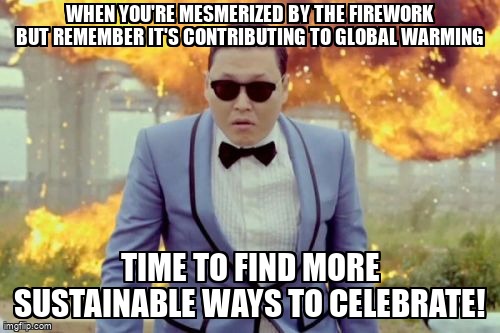 WHEN YOU'RE MESMERIZED BY THE FIREWORK
BUT REMEMBER IT'S CONTRIBUTING TO GLOBAL WARMING
TIME TO FIND MORE
SUSTAINABLE WAYS TO CELEBRATE!
imgflip.com